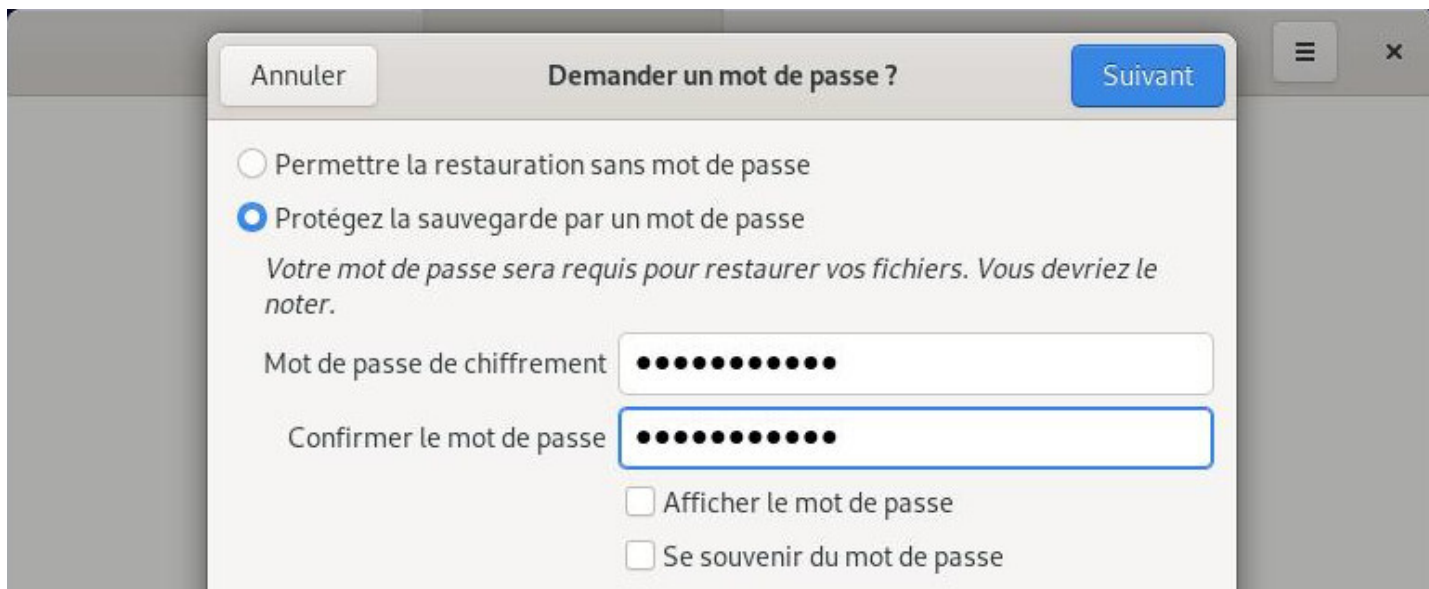 Annuler
Demander un mot de passe ?
Suivant
Permettre la restauration sans mot de passe
Protégez la sauvegarde par un mot de passe
Votre mot de passe sera requis pour restaurer vos fichiers. Vous devriez le
noter.
Mot de passe de chiffrement ●●●●●●●●●●●
Confirmer le mot de passe ●●●●●●●●●●●
Afficher le mot de passe
Se souvenir du mot de passe